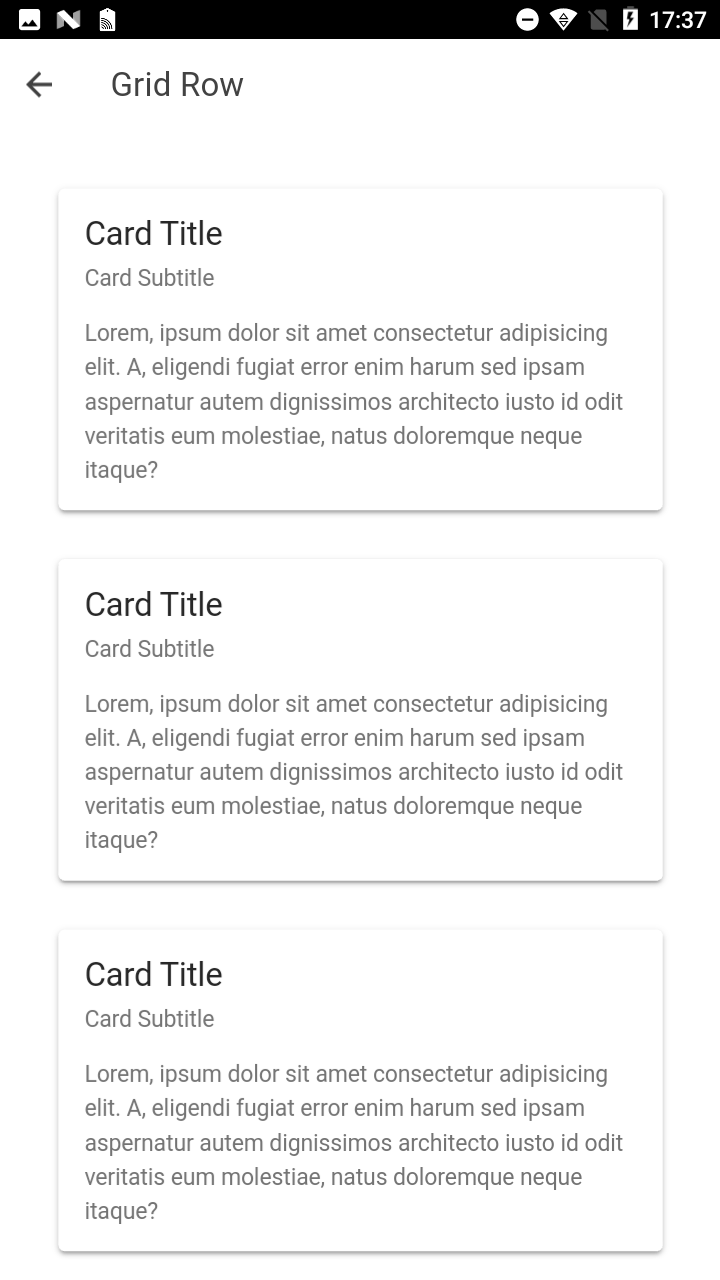 17:37
Grid Row
Card Title
Card Subtitle
Lorem, ipsum dolor sit amet consectetur adipisicing
elit. A, eligendi fugiat error enim harum sed ipsam
aspernatur autem dignissimos architecto iusto id odit
veritatis eum molestiae, natus doloremque neque
itaque?
Card Title
Card Subtitle
Lorem, ipsum dolor sit amet consectetur adipisicing
elit. A, eligendi fugiat error enim harum sed ipsam
aspernatur autem dignissimos architecto iusto id odit
veritatis eum molestiae, natus doloremque neque
itaque?
Card Title
Card Subtitle
Lorem, ipsum dolor sit amet consectetur adipisicing
elit. A, eligendi fugiat error enim harum sed ipsam
aspernatur autem dignissimos architecto iusto id odit
veritatis eum molestiae, natus doloremque neque
itaque?